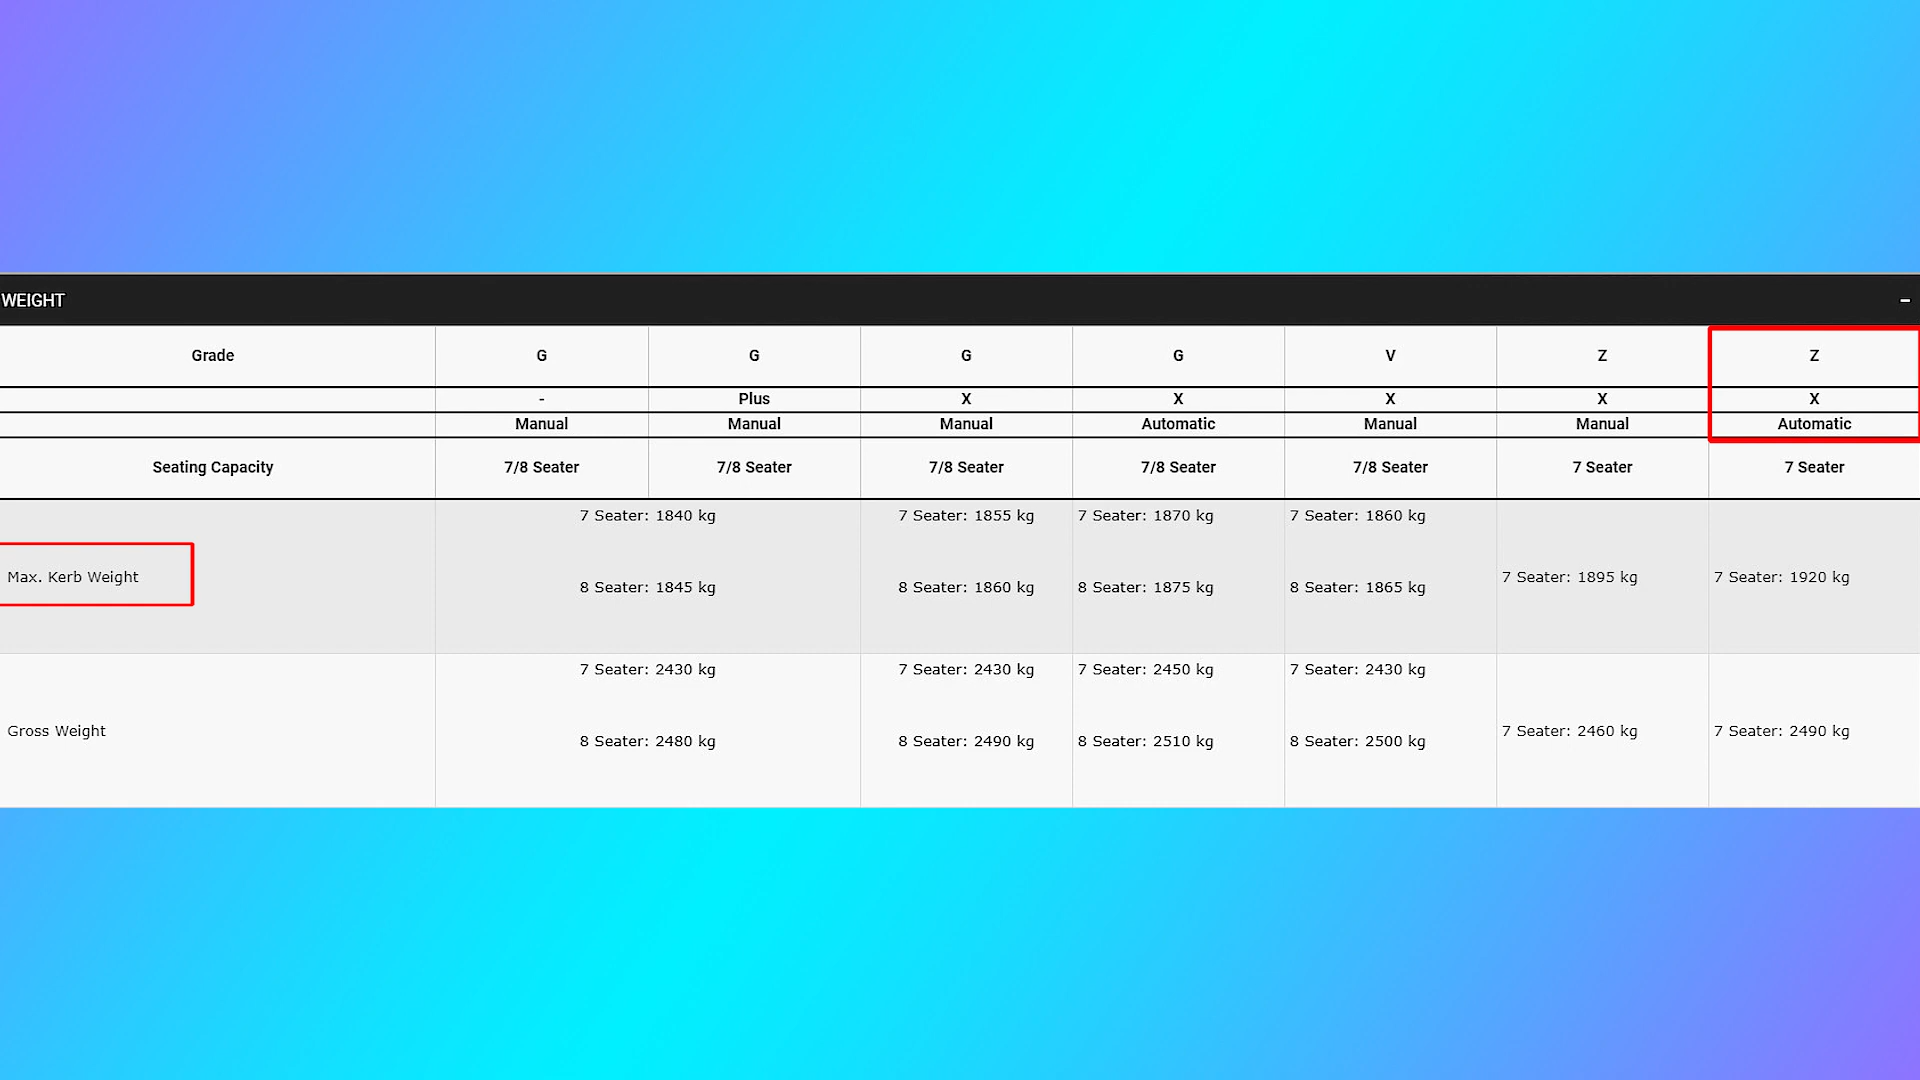 WEIGHT –
Grade G G G G V Z Z
- Plus X X X X X
Manual Manual Manual Automatic Manual Manual Automatic
Seating Capacity 7/8 Seater 7/8 Seater 7/8 Seater 7/8 Seater 7/8 Seater 7 Seater 7 Seater
7 Seater: 1840 kg 7 Seater: 1855 kg 7 Seater: 1870 kg 7 Seater: 1860 kg
Max. Kerb Weight 7 Seater: 1895 kg 7 Seater: 1920 kg
8 Seater: 1845 kg 8 Seater: 1860 kg 8 Seater: 1875 kg 8 Seater: 1865 kg
7 Seater: 2430 kg 7 Seater: 2430 kg 7 Seater: 2450 kg 7 Seater: 2430 kg
Gross Weight 7 Seater: 2460 kg 7 Seater: 2490 kg
8 Seater: 2480 kg 8 Seater: 2490 kg 8 Seater: 2510 kg 8 Seater: 2500 kg